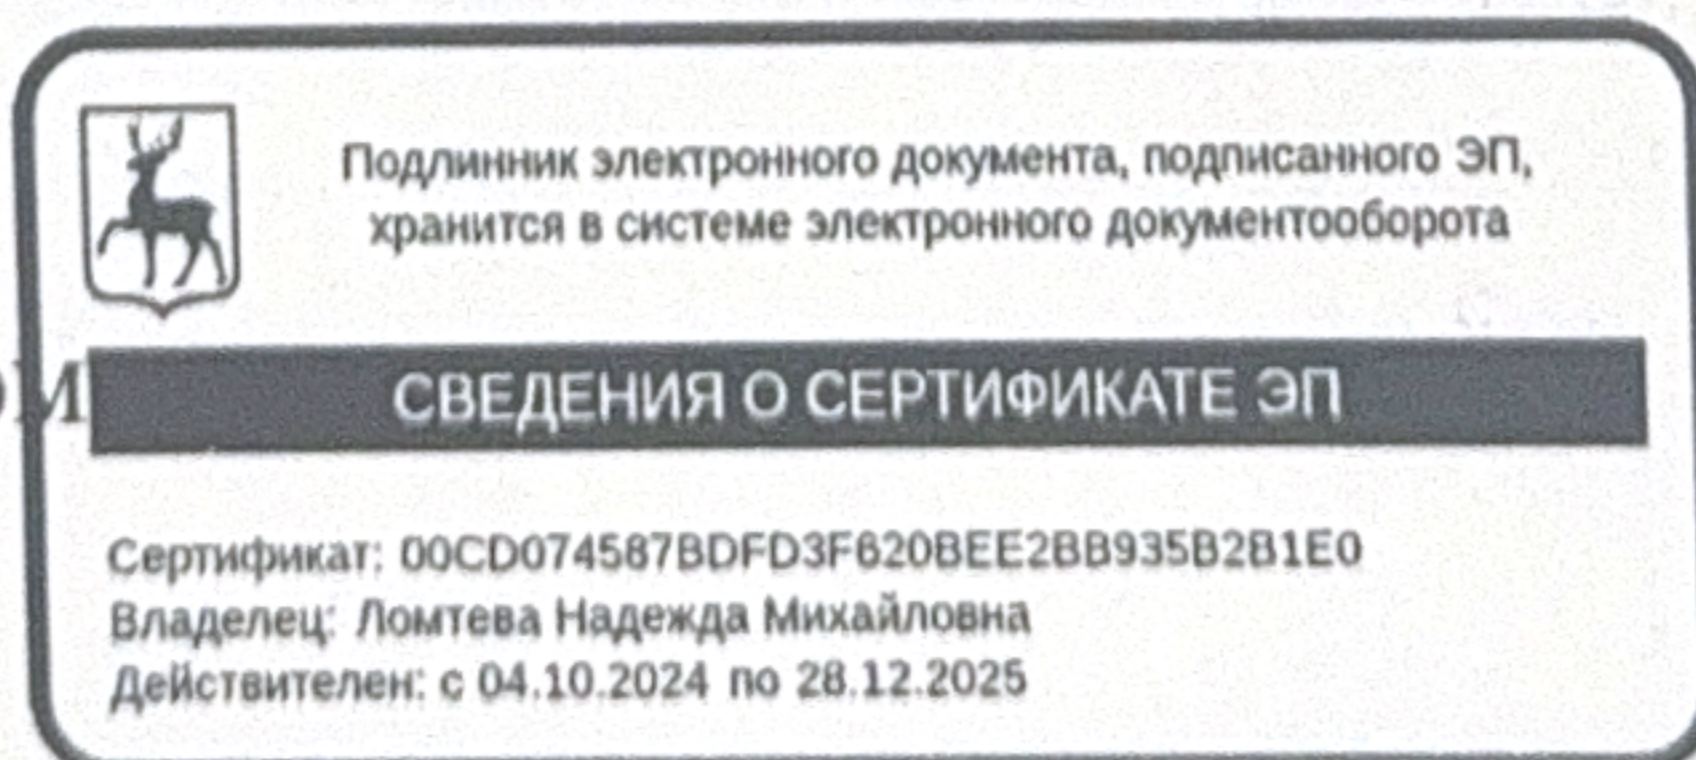 Подлинник электронного документа, подписанного ЭП,
хранится в системе электронного документооборота
СВЕДЕНИЯ О СЕРТИФИКАТЕ ЭП
Сертификат: 00CD074587BDFD3F620BEE2BB935B2B1E0
Владелец: Ломтева Надежда Михайловна
Действителен: с 04.10.2024 по 28.12.2025